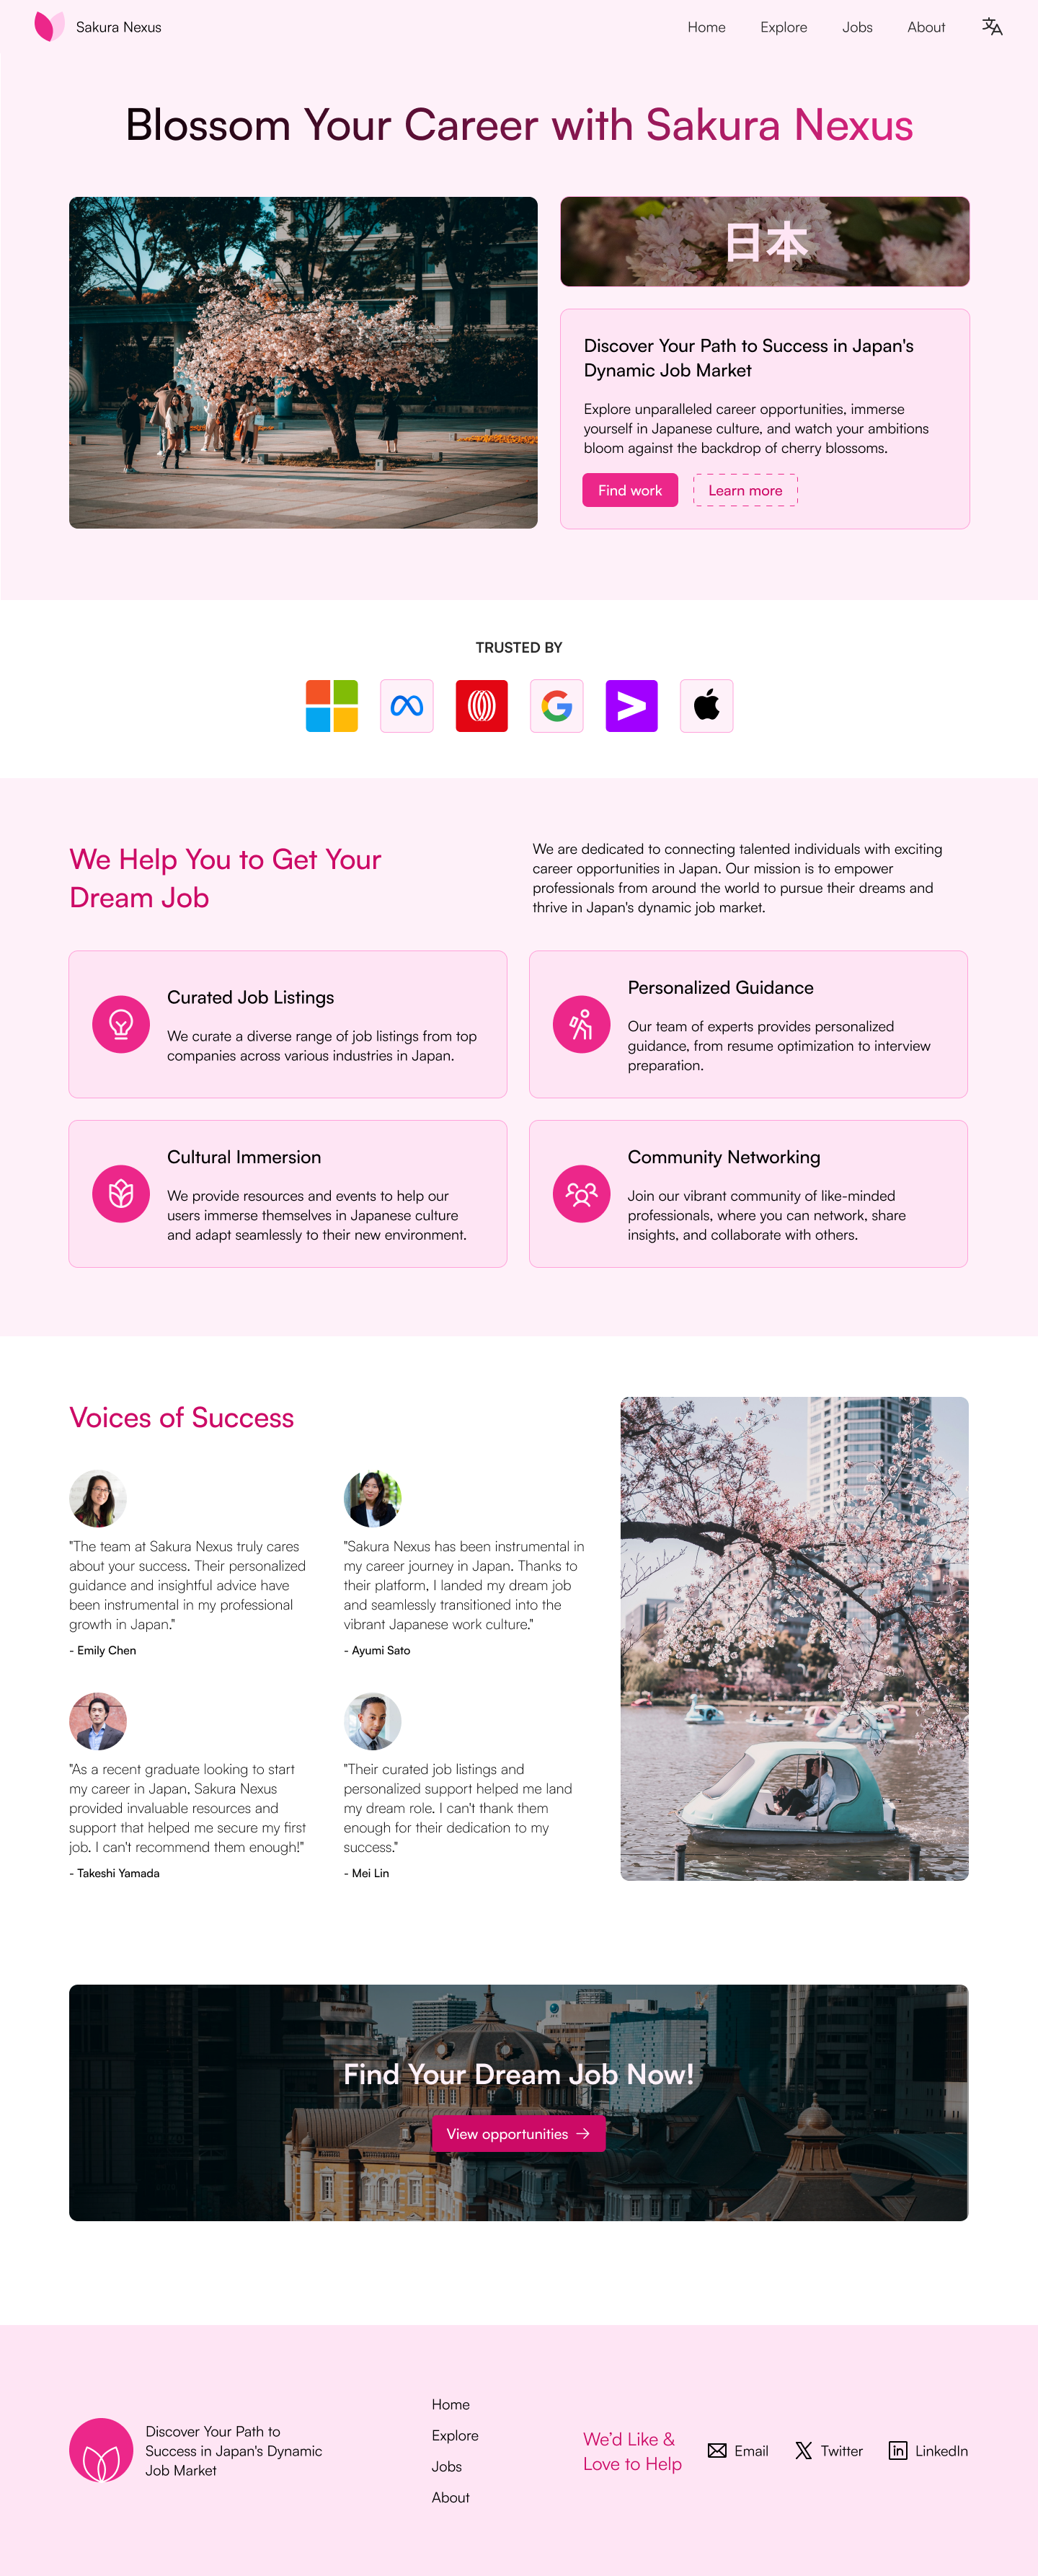 Sakura Nexus
Home
Explore
Jobs
About
Blossom Your Career with Sakura Nexus
日本
Discover Your Path to Success in Japan's
Dynamic Job Market
Explore unparalleled career opportunities, immerse
yourself in Japanese culture, and watch your ambitions
bloom against the backdrop of cherry blossoms.
Find work
Learn more
TRUSTED BY
We Help You to Get Your
Dream Job
We are dedicated to connecting talented individuals with exciting
career opportunities in Japan. Our mission is to empower
professionals from around the world to pursue their dreams and
thrive in Japan's dynamic job market.
Curated Job Listings
We curate a diverse range of job listings from top
companies across various industries in Japan.
Personalized Guidance
Our team of experts provides personalized
guidance, from resume optimization to interview
preparation.
Cultural Immersion
We provide resources and events to help our
users immerse themselves in Japanese culture
and adapt seamlessly to their new environment.
Community Networking
Join our vibrant community of like-minded
professionals, where you can network, share
insights, and collaborate with others.
Voices of Success
"The team at Sakura Nexus truly cares
about your success. Their personalized
guidance and insightful advice have
been instrumental in my professional
growth in Japan."
- Emily Chen
"Sakura Nexus has been instrumental in
my career journey in Japan. Thanks to
their platform, I landed my dream job
and seamlessly transitioned into the
vibrant Japanese work culture."
- Ayumi Sato
"As a recent graduate looking to start
my career in Japan, Sakura Nexus
provided invaluable resources and
support that helped me secure my first
job. I can't recommend them enough!"
- Takeshi Yamada
"Their curated job listings and
personalized support helped me land
my dream role. I can't thank them
enough for their dedication to my
success."
- Mei Lin
Find Your Dream Job Now!
View opportunities →
Discover Your Path to
Success in Japan's Dynamic
Job Market
Home
Explore
Jobs
About
We'd Like &
Love to Help
Email
Twitter
LinkedIn